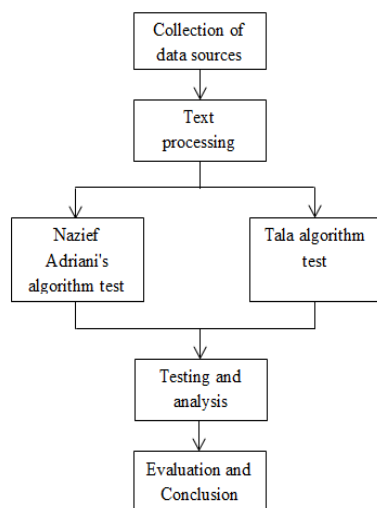 Collection of
data sources
Text
processing
Nazief
Adriani's
algorithm test
Tala algorithm
test
Testing and
analysis
Evaluation and
Conclusion